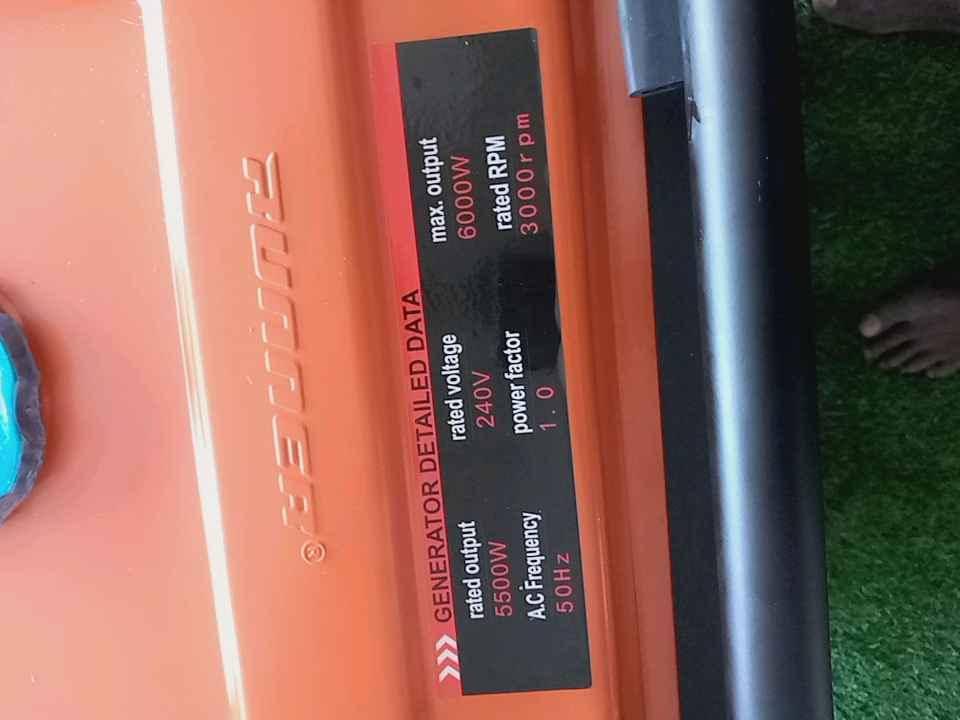 GENERATOR DETAILED DATA
rated output rated voltage max. output
5500W 240V 6000W
A.C Frequency power factor rated RPM
50Hz 1.0 3000rpm
®